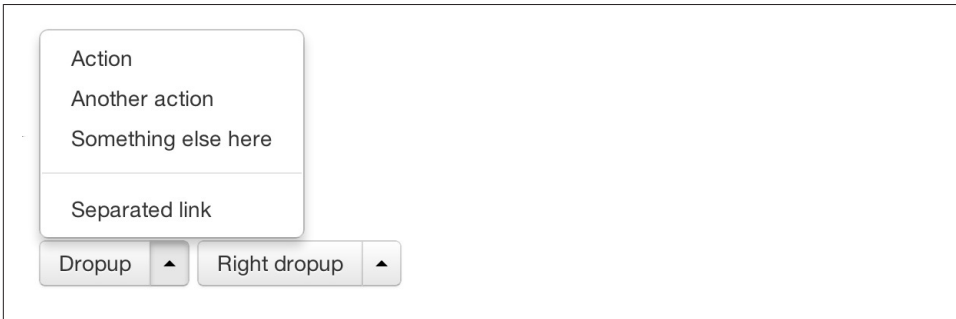 Action
Another action
Something else here
Separated link
Dropup
Right dropup